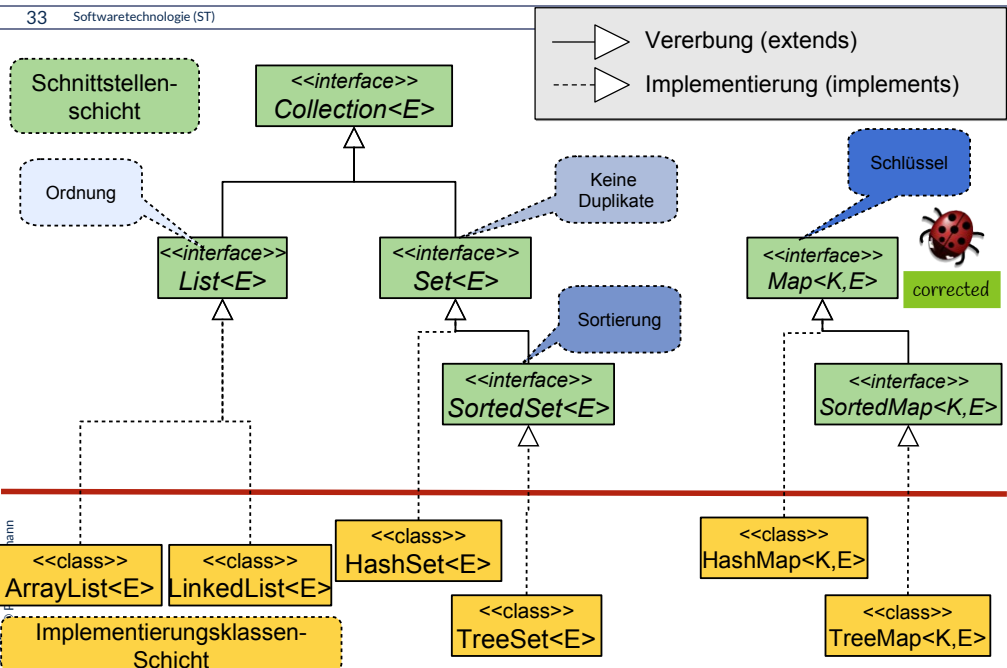 33 Softwaretechnologie (ST)
Vererbung (extends)
Implementierung (implements)
Schnittstellen-
schicht
<<interface>>
Collection<E>
Ordnung
Keine
Duplikate
Schlüssel
<<interface>>
List<E>
<<interface>>
Set<E>
<<interface>>
Map<K,E>
corrected
Sortierung
<<interface>>
SortedSet<E>
<<interface>>
SortedMap<K,E>
<<class>>
ArrayList<E>
<<class>>
LinkedList<E>
<<class>>
HashSet<E>
<<class>>
HashMap<K,E>
<<class>>
TreeSet<E>
<<class>>
TreeMap<K,E>
Implementierungsklassen-
Schicht